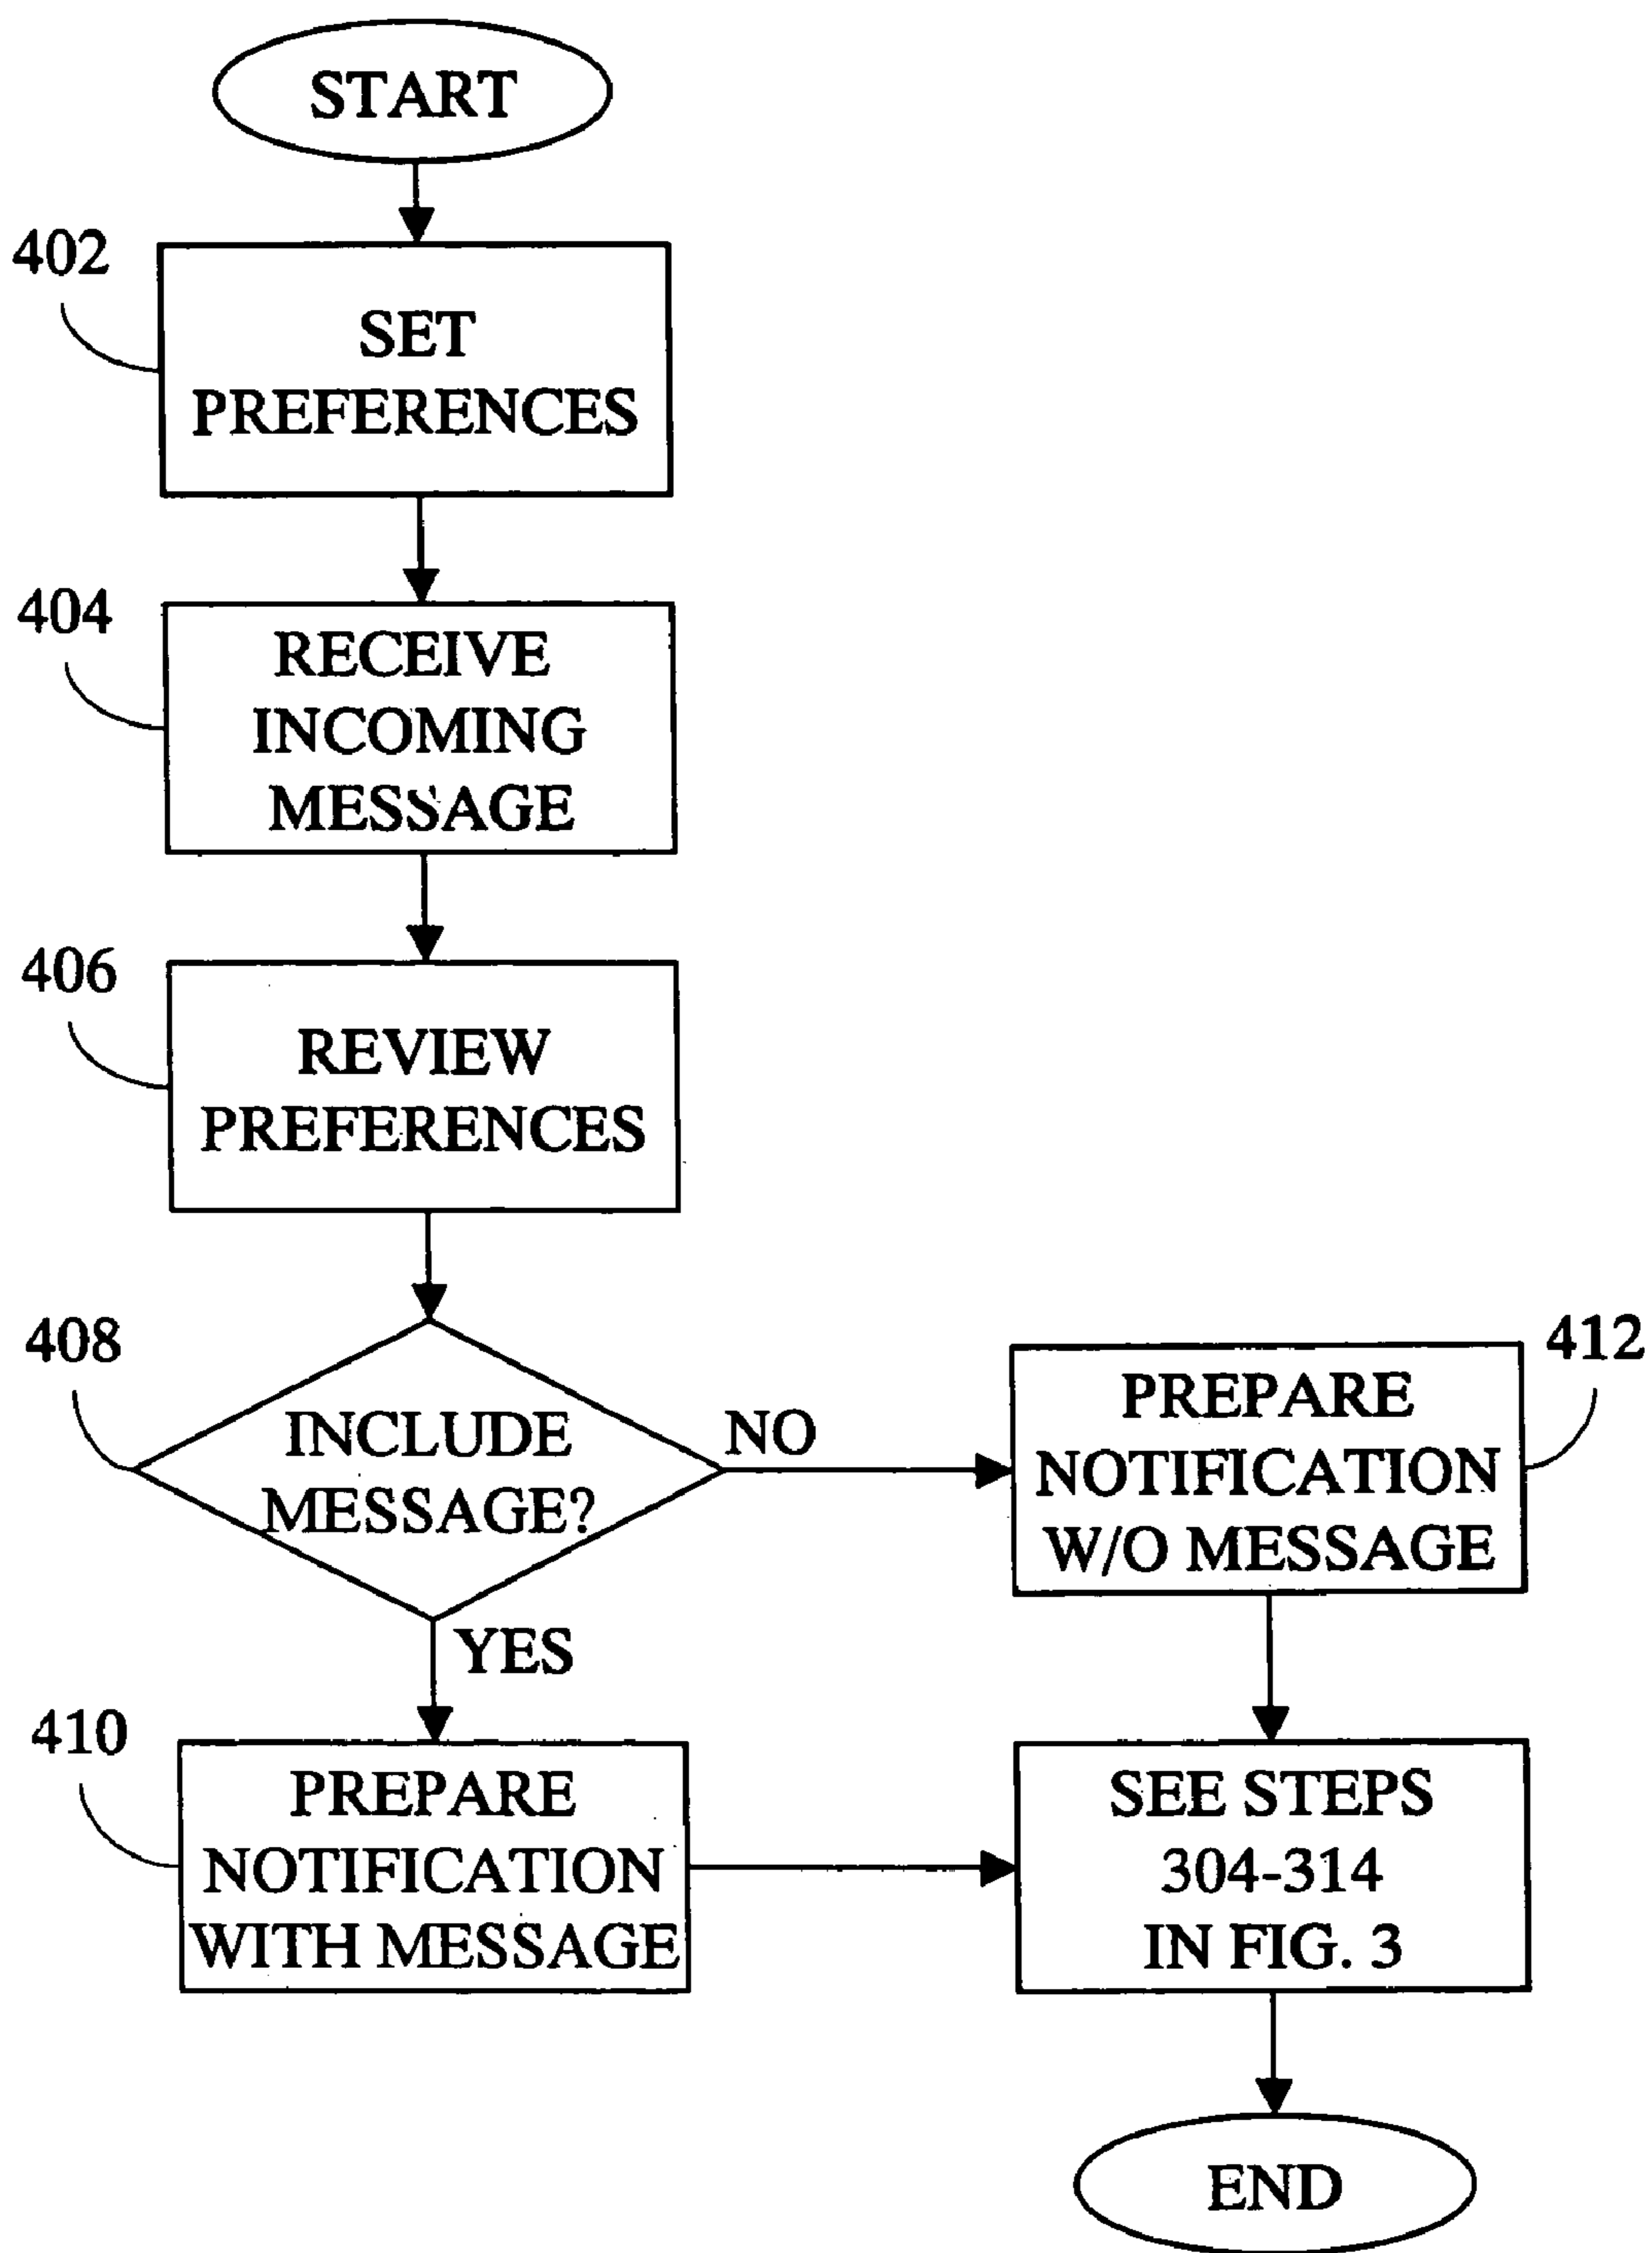 START
402
SET
PREFERENCES
404
RECEIVE
INCOMING
MESSAGE
406
REVIEW
PREFERENCES
408
INCLUDE
MESSAGE?
NO
412
PREPARE
NOTIFICATION
W/O MESSAGE
YES
410
PREPARE
NOTIFICATION
WITH MESSAGE
SEE STEPS
304-314
IN FIG. 3
END